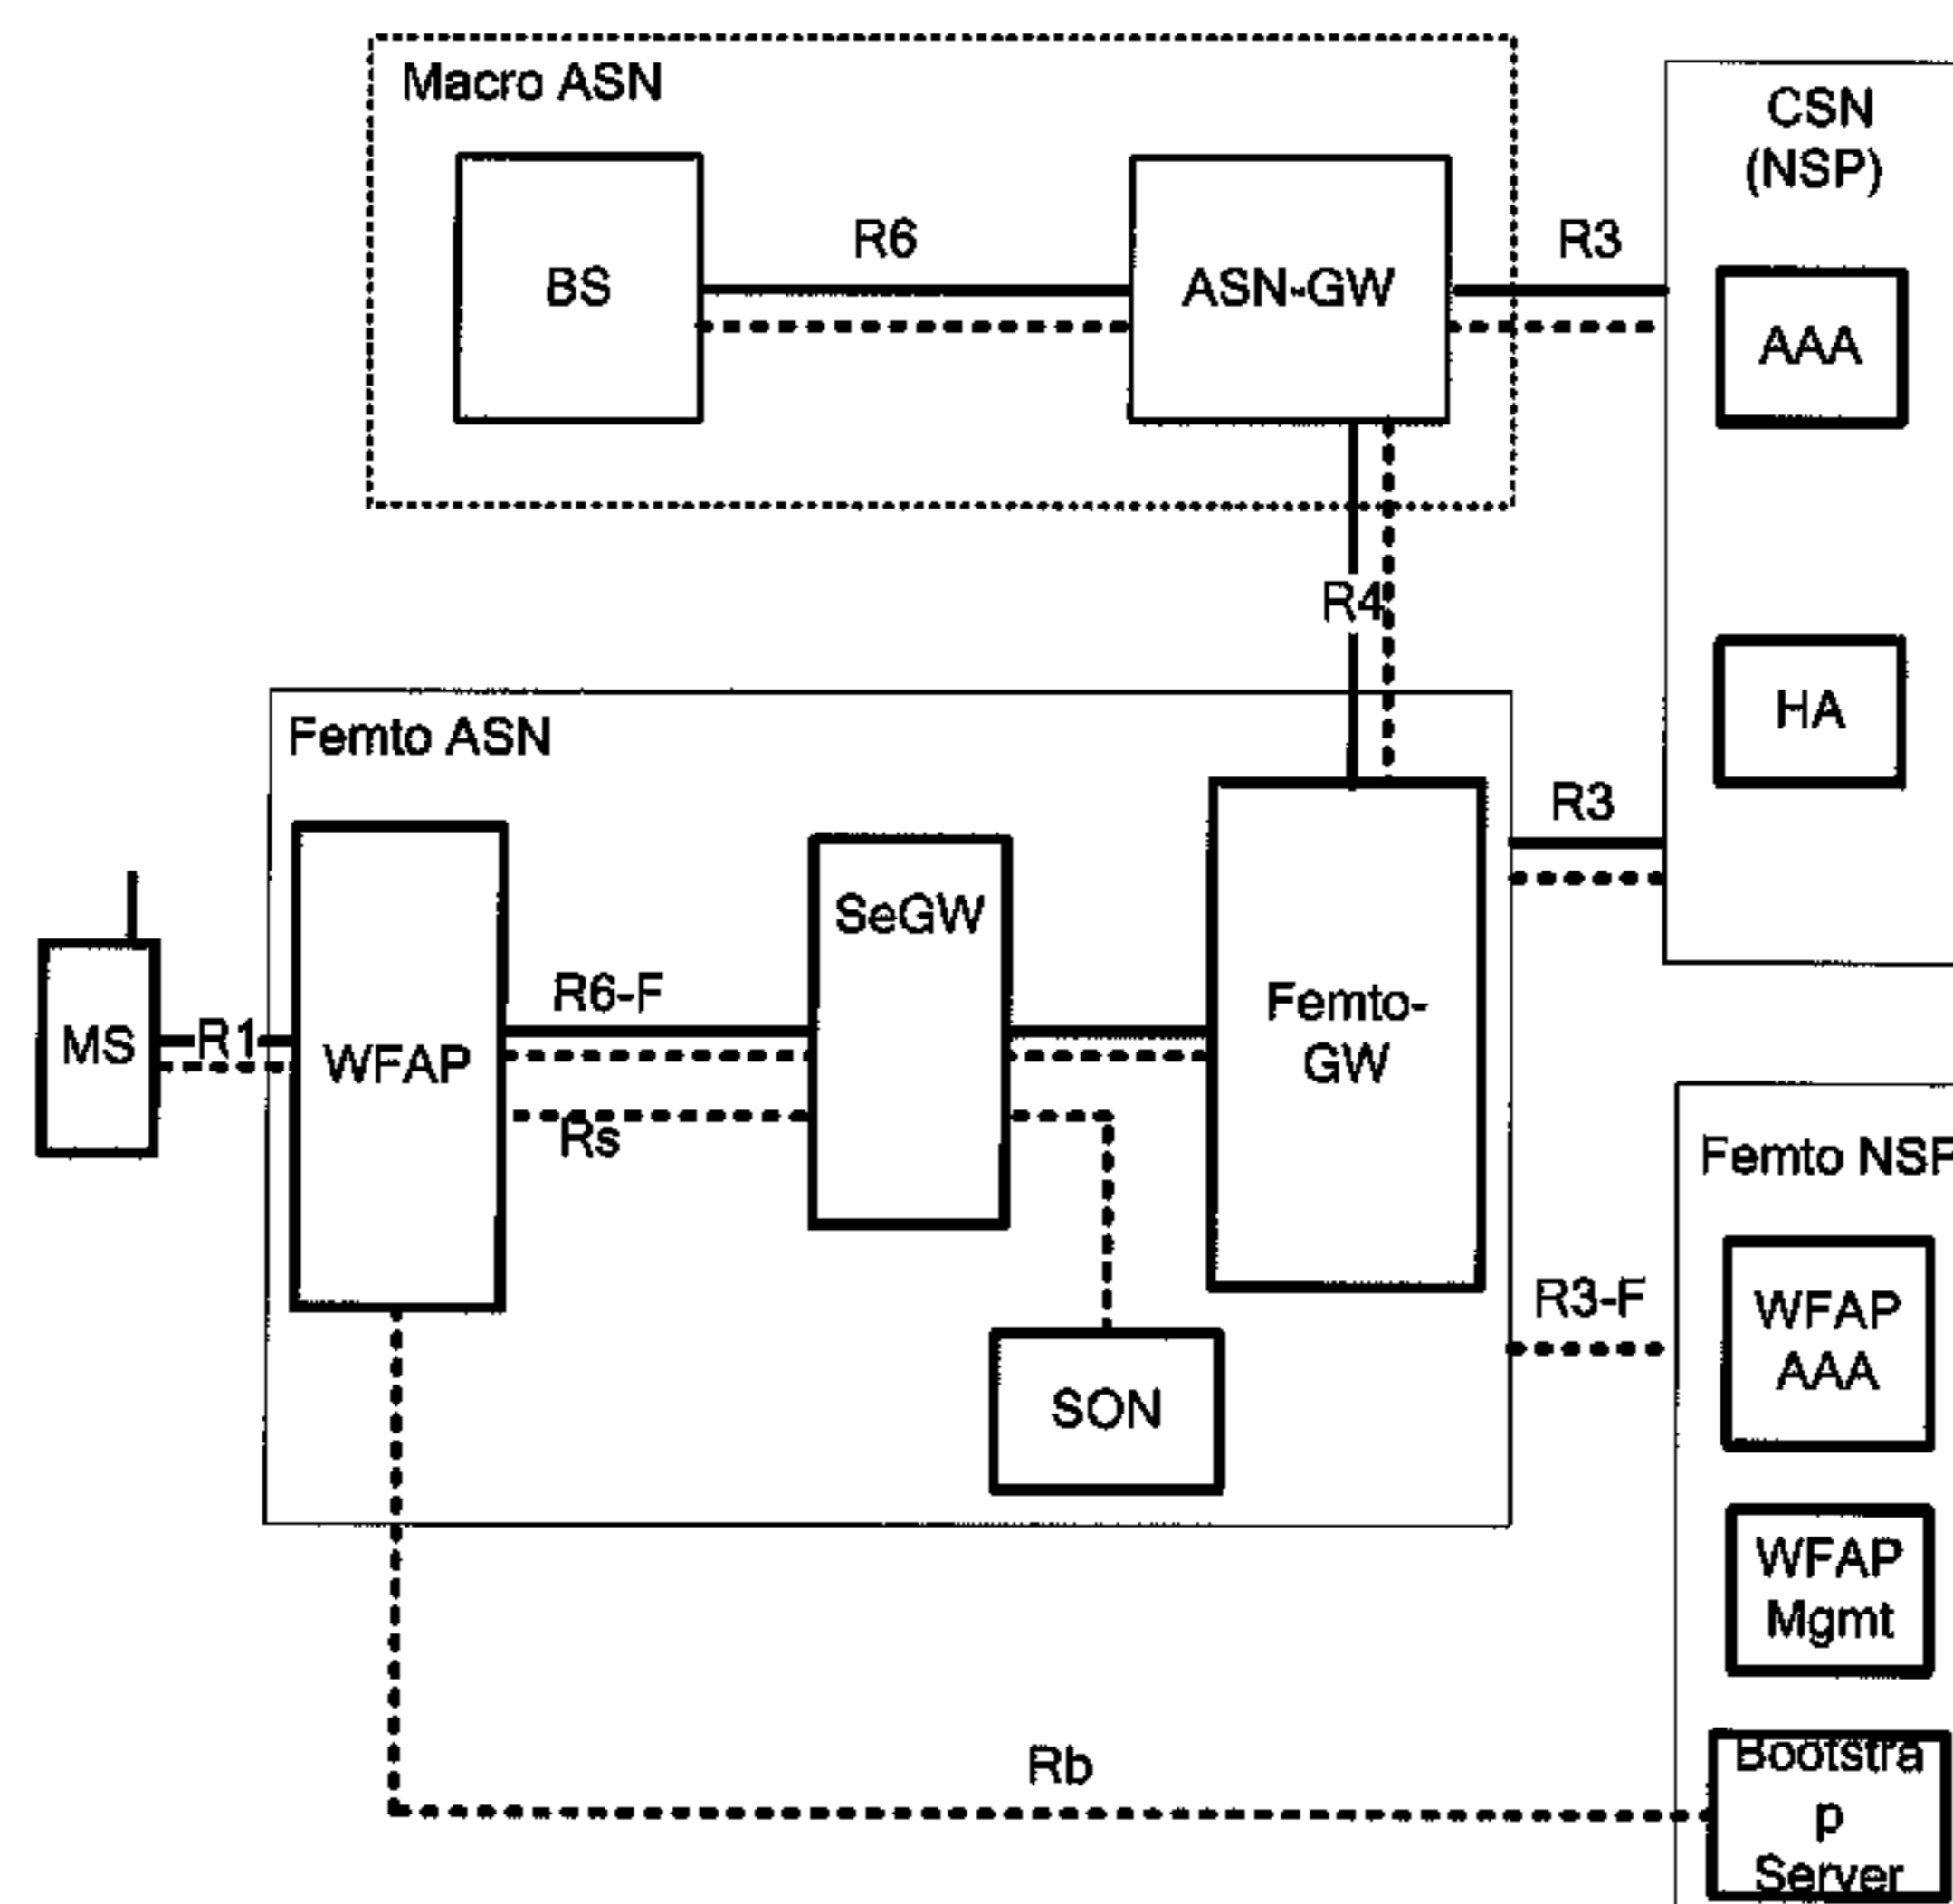 Macro ASN
BS
R6
ASN-GW
R3
CSN
(NSP)
AAA
HA
R4
Femto ASN
R3
MS
R1
WFAP
R6-F
Rs
SeGW
Femto-
GW
SON
R3-F
Femto NSP
WFAP
AAA
WFAP
Mgmt
Rb
Bootstra
p
Server